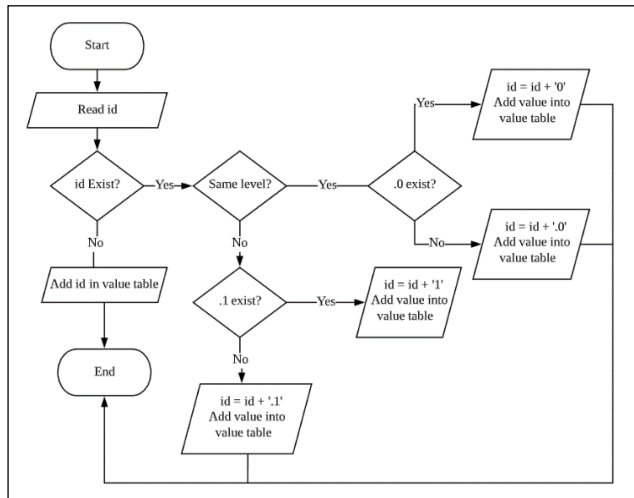 Start
Read id
id Exist?
Yes
Same level?
Yes
.0 exist?
Yes
id = id + '0'
Add value into
value table
No
id = id + '.0'
Add value into
value table
No
Add id in value table
No
.1 exist?
Yes
id = id + '1'
Add value into
value table
No
id = id + '.1'
Add value into
value table
End